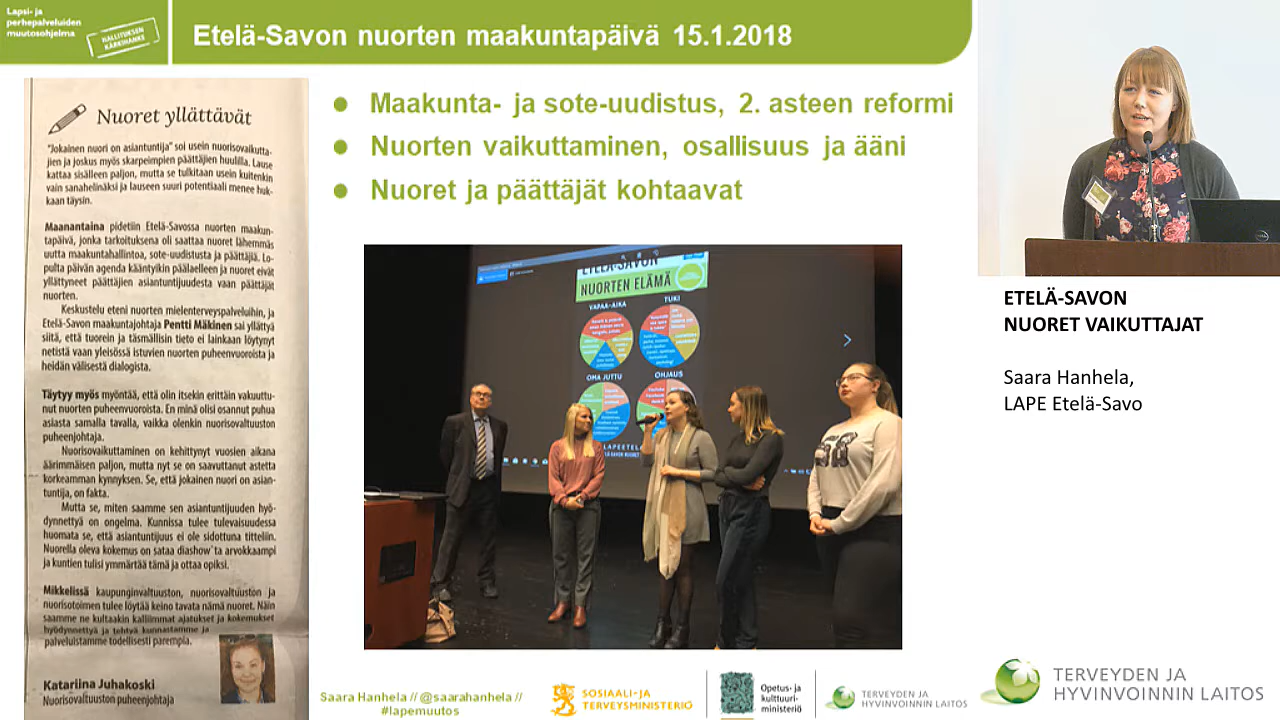 Lapsi- ja
perhepalveluiden
muutosohjelma
HALLITUKSEN
KÄRKIHANKE
Etelä-Savon nuorten maakuntapäivä 15.1.2018
Nuoret yllättävät
"Jokainen nuori on asiantuntija" soi usein nuorisovaikutta-
jien ja joskus myös skarpeimpien päättäjien huulilla. Lause
kattaa sisälleen paljon, mutta se tulkitaan usein kuitenkin
vain sanahelinäksi ja lauseen suuri potentiaali menee huk-
kaan täysin.
Maanantaina pidetiin Etelä-Savossa nuorten maakun-
tapäivä, jonka tarkoituksena oli saattaa nuoret lähemmäs
uutta maakuntahallintoa, sote-uudistusta ja päättäjiä. Lo-
pulta päivän agenda kääntyikin päälaelleen ja nuoret eivät
yllättyneet päättäjien asiantuntijuudesta vaan päättäjät
nuorten.
Keskustelu eteni nuorten mielenterveyspalveluihin, ja
Etelä-Savon maakuntajohtaja Pentti Mäkinen sai yllättyä
siitä, että tuorein ja täsmällisin tieto ei lainkaan löytynyt
netistä vaan yleisössä istuvien nuorten puheenvuoroista ja
heidän välisestä dialogista.
Täytyy myös myöntää, että olin itsekin erittäin vakuuttu-
nut nuorten puheenvuoroista. En minä olisi osannut puhua
asiasta samalla tavalla, vaikka olenkin nuorisovaltuuston
puheenjohtaja.
Nuorisovaikuttaminen on kehittynyt vuosien aikana
äärimmäisen paljon, mutta nyt se on saavuttanut astetta
korkeamman kynnyksen. Se, että jokainen nuori on asian-
tuntija, on fakta.
Mutta se, miten saamme sen asiantuntijuuden hyö-
dynnettyä on ongelma. Kunnissa tulee tulevaisuudessa
huomata se, että asiantuntijuus ei ole sidottuna titteliin.
Nuorella oleva kokemus on sataa diashow'ta arvokkaampi
ja kuntien tulisi ymmärtää tämä ja ottaa opiksi.
Mikkelissä kaupunginvaltuuston, nuorisovaltuuston ja
nuorisotoimen tulee löytää keino tavata nämä nuoret. Näin
saamme ne kultaakin kalliimmat ajatukset ja kokemukset
hyödynnettyä ja tehtyä kunnastamme ja
palveluistamme todellisesti parempia.
Katariina Juhakoski
Nuorisovaltuuston puheenjohtaja
Maakunta- ja sote-uudistus, 2. asteen reformi
Nuorten vaikuttaminen, osallisuus ja ääni
Nuoret ja päättäjät kohtaavat
ETELÄ-SAVON
NUORTEN ELÄMÄ
VAPAA-AIKA
TUKI
OMA JUTTU
OHJAUS
Saara Hanhela // @saarahanhela //
#lapemuutos
SOSIAALI- JA
TERVEYSMINISTERIÖ
Opetus- ja
kulttuuri-
ministeriö
TERVEYDEN JA
HYVINVOINNIN LAITOS
ETELÄ-SAVON
NUORET VAIKUTTAJAT
Saara Hanhela,
LAPE Etelä-Savo
TERVEYDEN JA
HYVINVOINNIN LAITOS